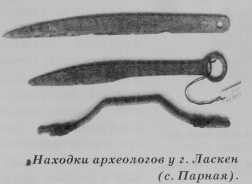 Находки археологов у г. Ласкен
(с. Парная).